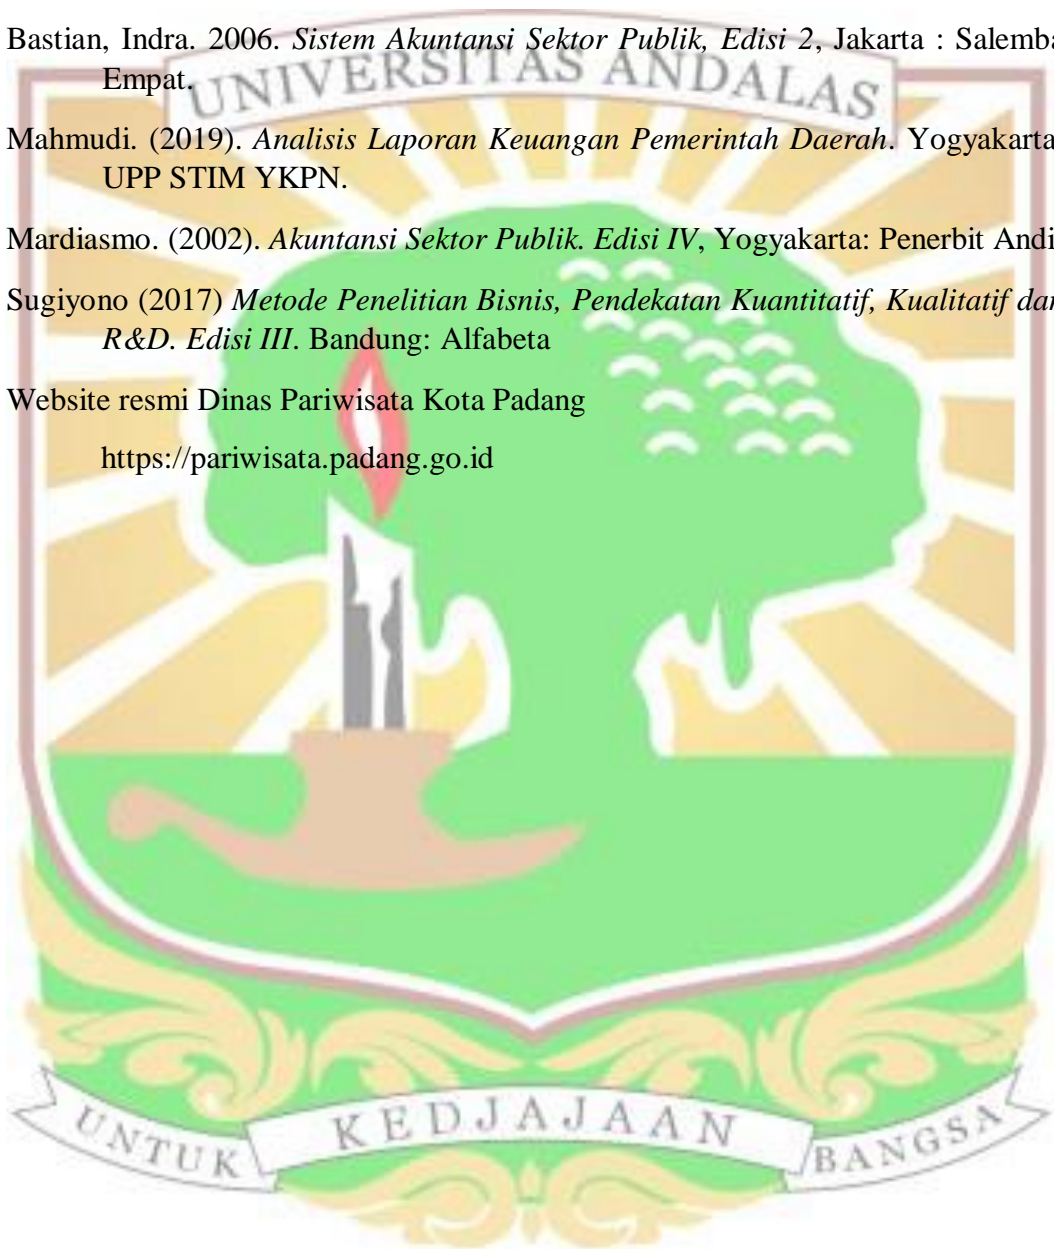 Bastian, Indra. 2006. Sistem Akuntansi Sektor Publik, Edisi 2, Jakarta : Salemba
Empat.
UNIVERSITAS ANDALAS
Mahmudi. (2019). Analisis Laporan Keuangan Pemerintah Daerah. Yogyakarta
UPP STIM YKPN.
Mardiasmo. (2002). Akuntansi Sektor Publik. Edisi IV, Yogyakarta: Penerbit Andi
Sugiyono (2017) Metode Penelitian Bisnis, Pendekatan Kuantitatif, Kualitatif dan
R&D. Edisi III. Bandung: Alfabeta
Website resmi Dinas Pariwisata Kota Padang
https://pariwisata.padang.go.id
UNTUK KEDJAJAAN BANGSA